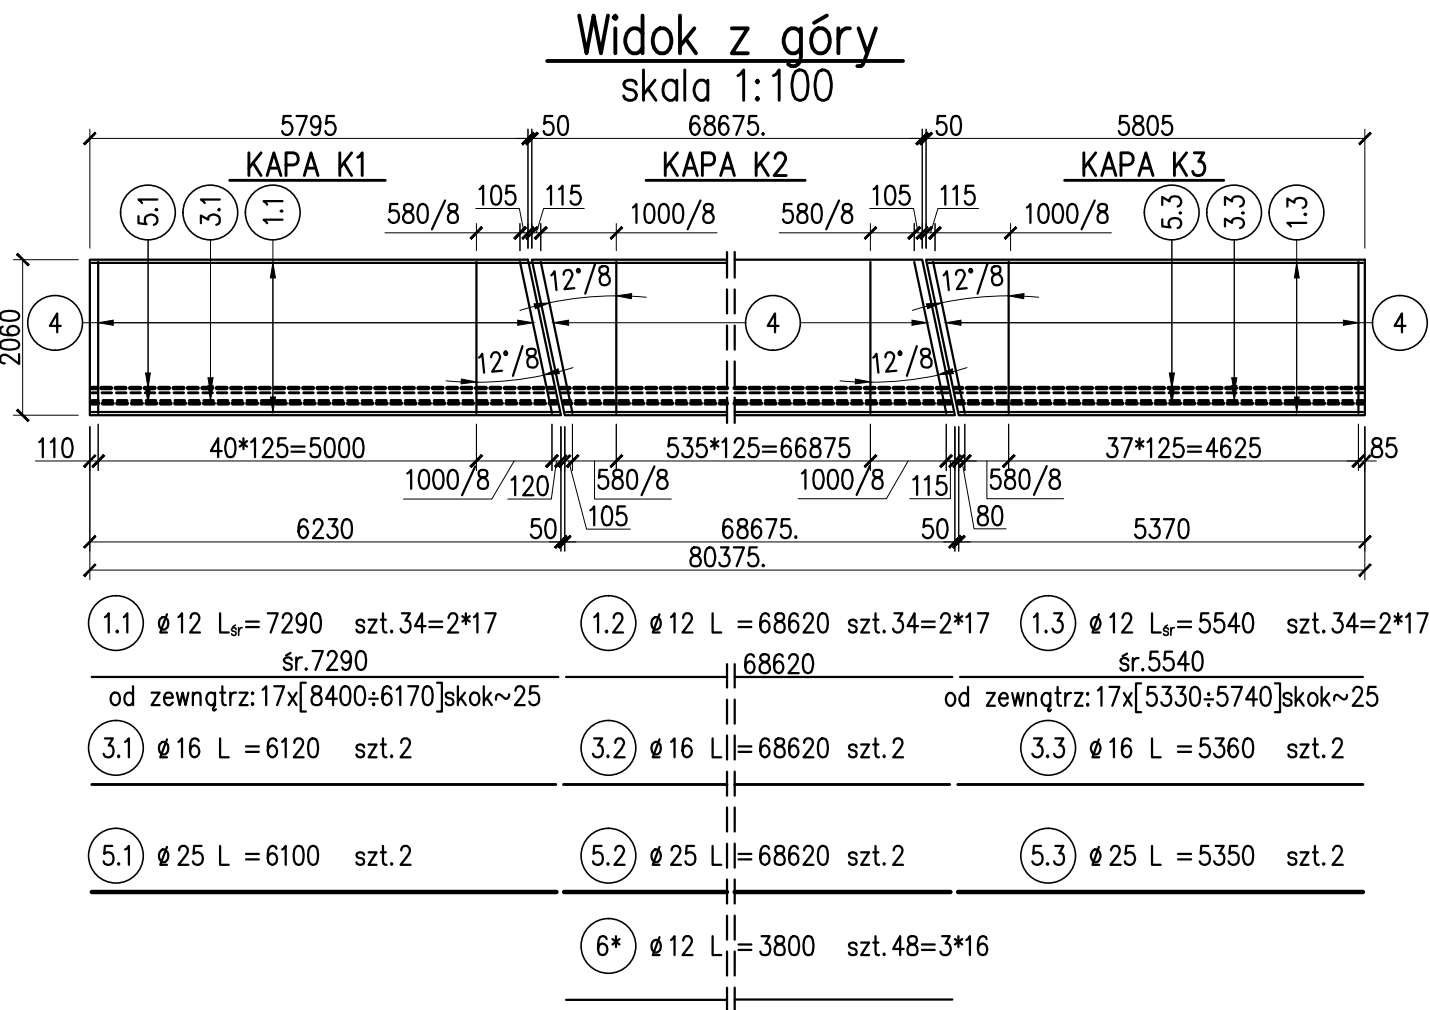 Widok z góry
skala 1:100
5795 50 68675. 50 5805
KAPA K1 KAPA K2 KAPA K3
5.1 3.1 1.1 580/8 105 115 1000/8 580/8 105 115 1000/8 5.3 3.3 1.3
12°/8 12°/8
2060 4 4 4
12°/8 12°/8
110 40*125=5000 535*125=66875 37*125=4625 85
1000/8 120 580/8 1000/8 115 580/8
105 80
6230 50 68675. 50 5370
80375.
1.1 ø12 Lśr=7290 szt.34=2*17 1.2 ø12 L=68620 szt.34=2*17 1.3 ø12 Lśr=5540 szt.34=2*17
śr.7290 68620 śr.5540
od zewnątrz:17x[8400÷6170]skok~25 od zewnątrz:17x[5330÷5740]skok~25
3.1 ø16 L=6120 szt.2 3.2 ø16 L=68620 szt.2 3.3 ø16 L=5360 szt.2
5.1 ø25 L=6100 szt.2 5.2 ø25 L=68620 szt.2 5.3 ø25 L=5350 szt.2
6* ø12 L=3800 szt.48=3*16